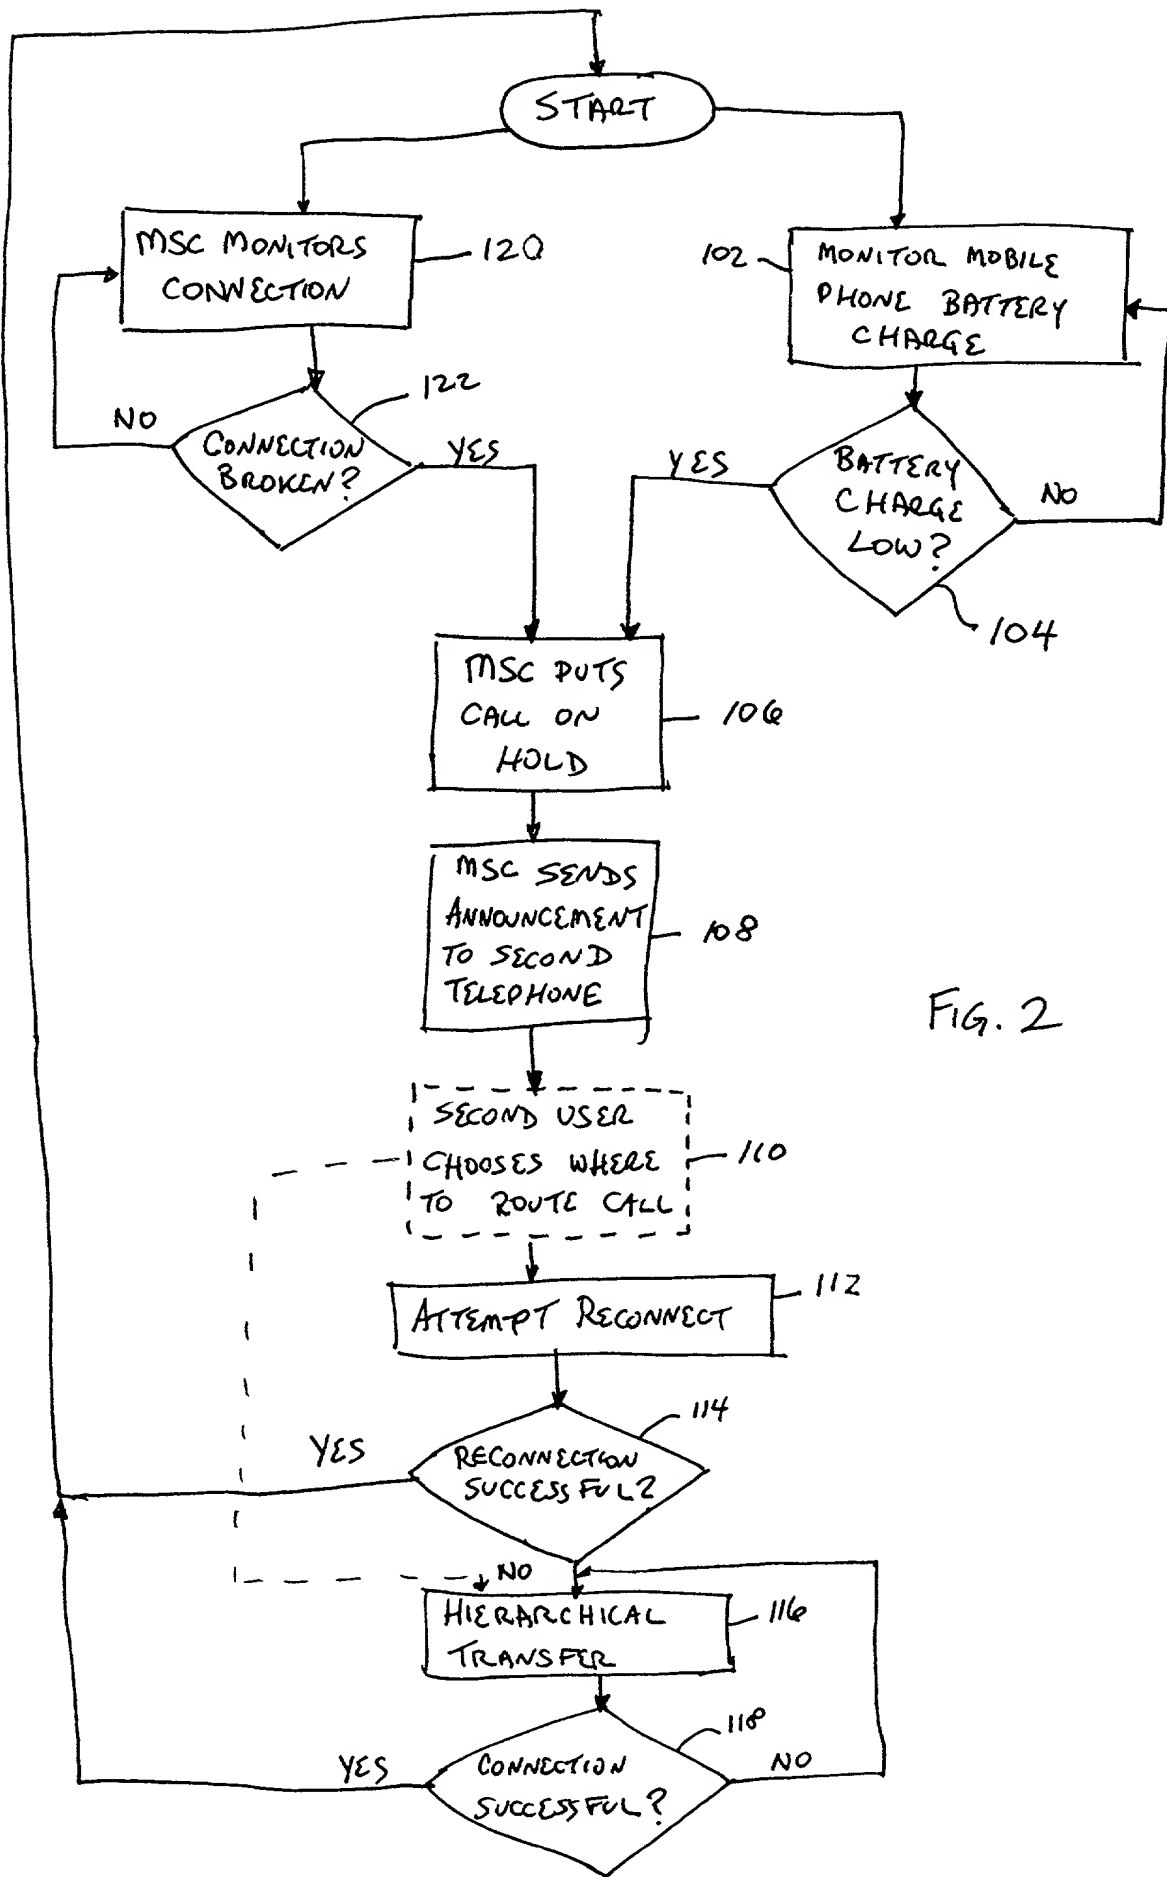 START
MSC MONITORS
CONNECTION
120
102
MONITOR MOBILE
PHONE BATTERY
CHARGE
122
NO
CONNECTION
BROKEN?
YES
YES
BATTERY
CHARGE
LOW?
NO
104
MSC PUTS
CALL ON
HOLD
106
MSC SENDS
ANNOUNCEMENT
TO SECOND
TELEPHONE
108
FIG. 2
SECOND USER
CHOOSES WHERE
TO ROUTE CALL
110
ATTEMPT RECONNECT
112
114
YES
RECONNECTION
SUCCESSFUL?
NO
HIERARCHICAL
TRANSFER
116
118
YES
CONNECTION
SUCCESSFUL?
NO